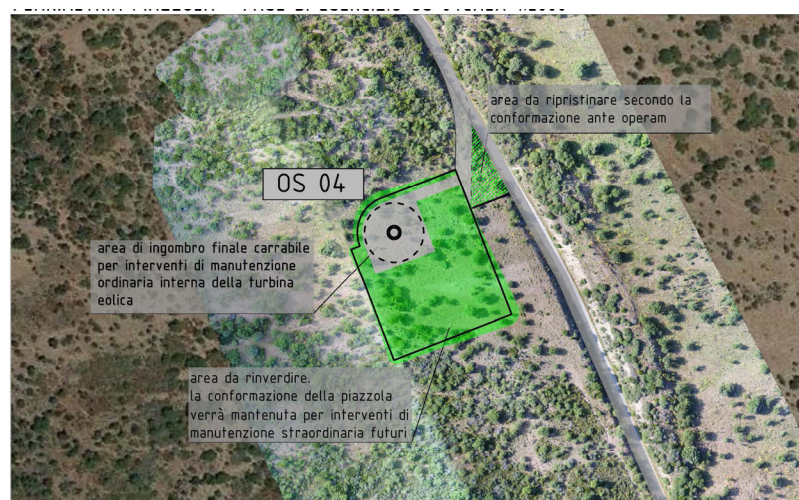 area da ripristinare secondo la
conformazione ante operam
OS 04
area di ingombro finale carrabile
per interventi di manutenzione
ordinaria interna della turbina
eolica
area da rinverdire.
la conformazione della piazzola
verrà mantenuta per interventi di
manutenzione straordinaria futuri